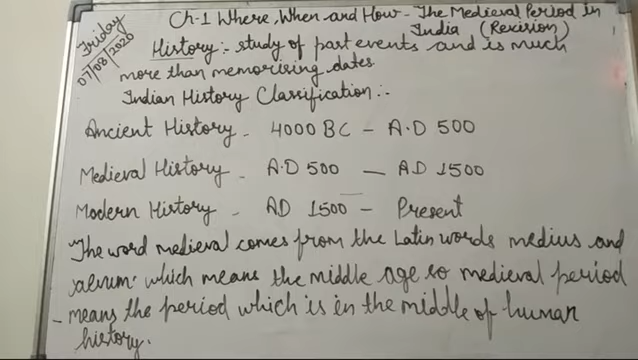 Friday
07/08/2020
Ch-1 Where, When and How - The Medieval Period in
India (Revision)
History :- study of past events and is much
more than memorising dates.
Indian History Classification :-
Ancient History - 4000 BC - A.D 500
Medieval History - A.D 500 - AD 1500
Modern History - AD 1500 - Present
The word medieval comes from the Latin words medius and
which means the middle age so medieval period
- means the period which is in the middle of human
history.